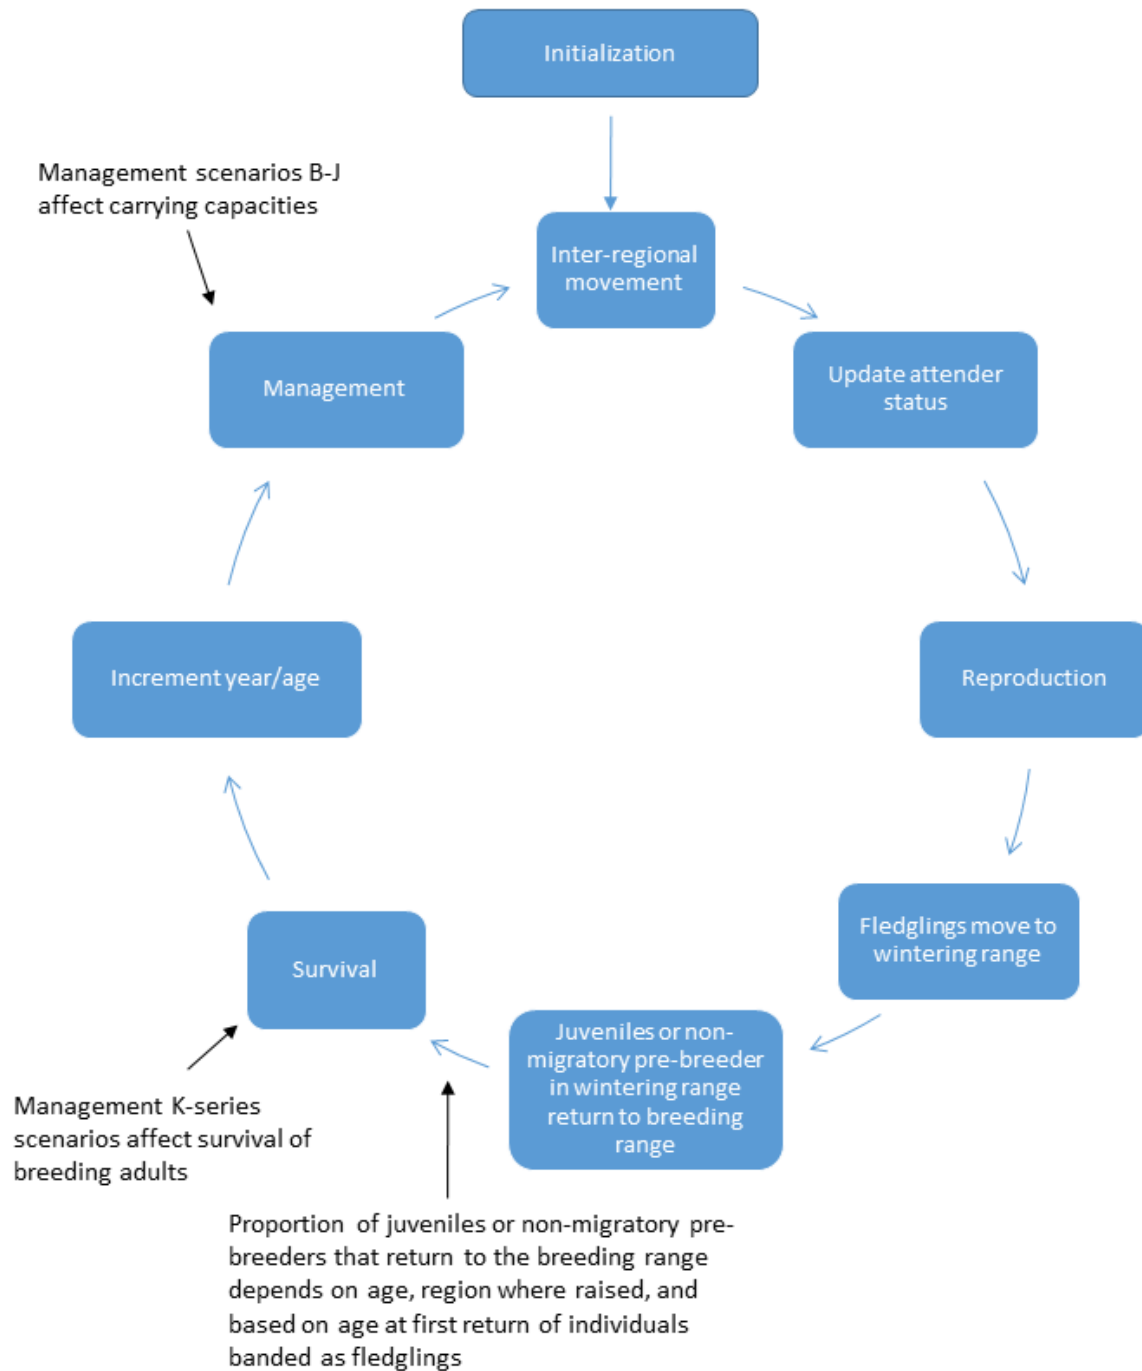 Initialization
Management scenarios B-J
affect carrying capacities
Inter-regional
movement
Management
Update attender
status
Increment year/age
Reproduction
Fledglings move to
wintering range
Survival
Juveniles or non-
migratory pre-breeder
in wintering range
return to breeding
range
Management K-series
scenarios affect survival of
breeding adults
Proportion of juveniles or non-migratory pre-
breeders that return to the breeding range
depends on age, region where raised, and
based on age at first return of individuals
banded as fledglings